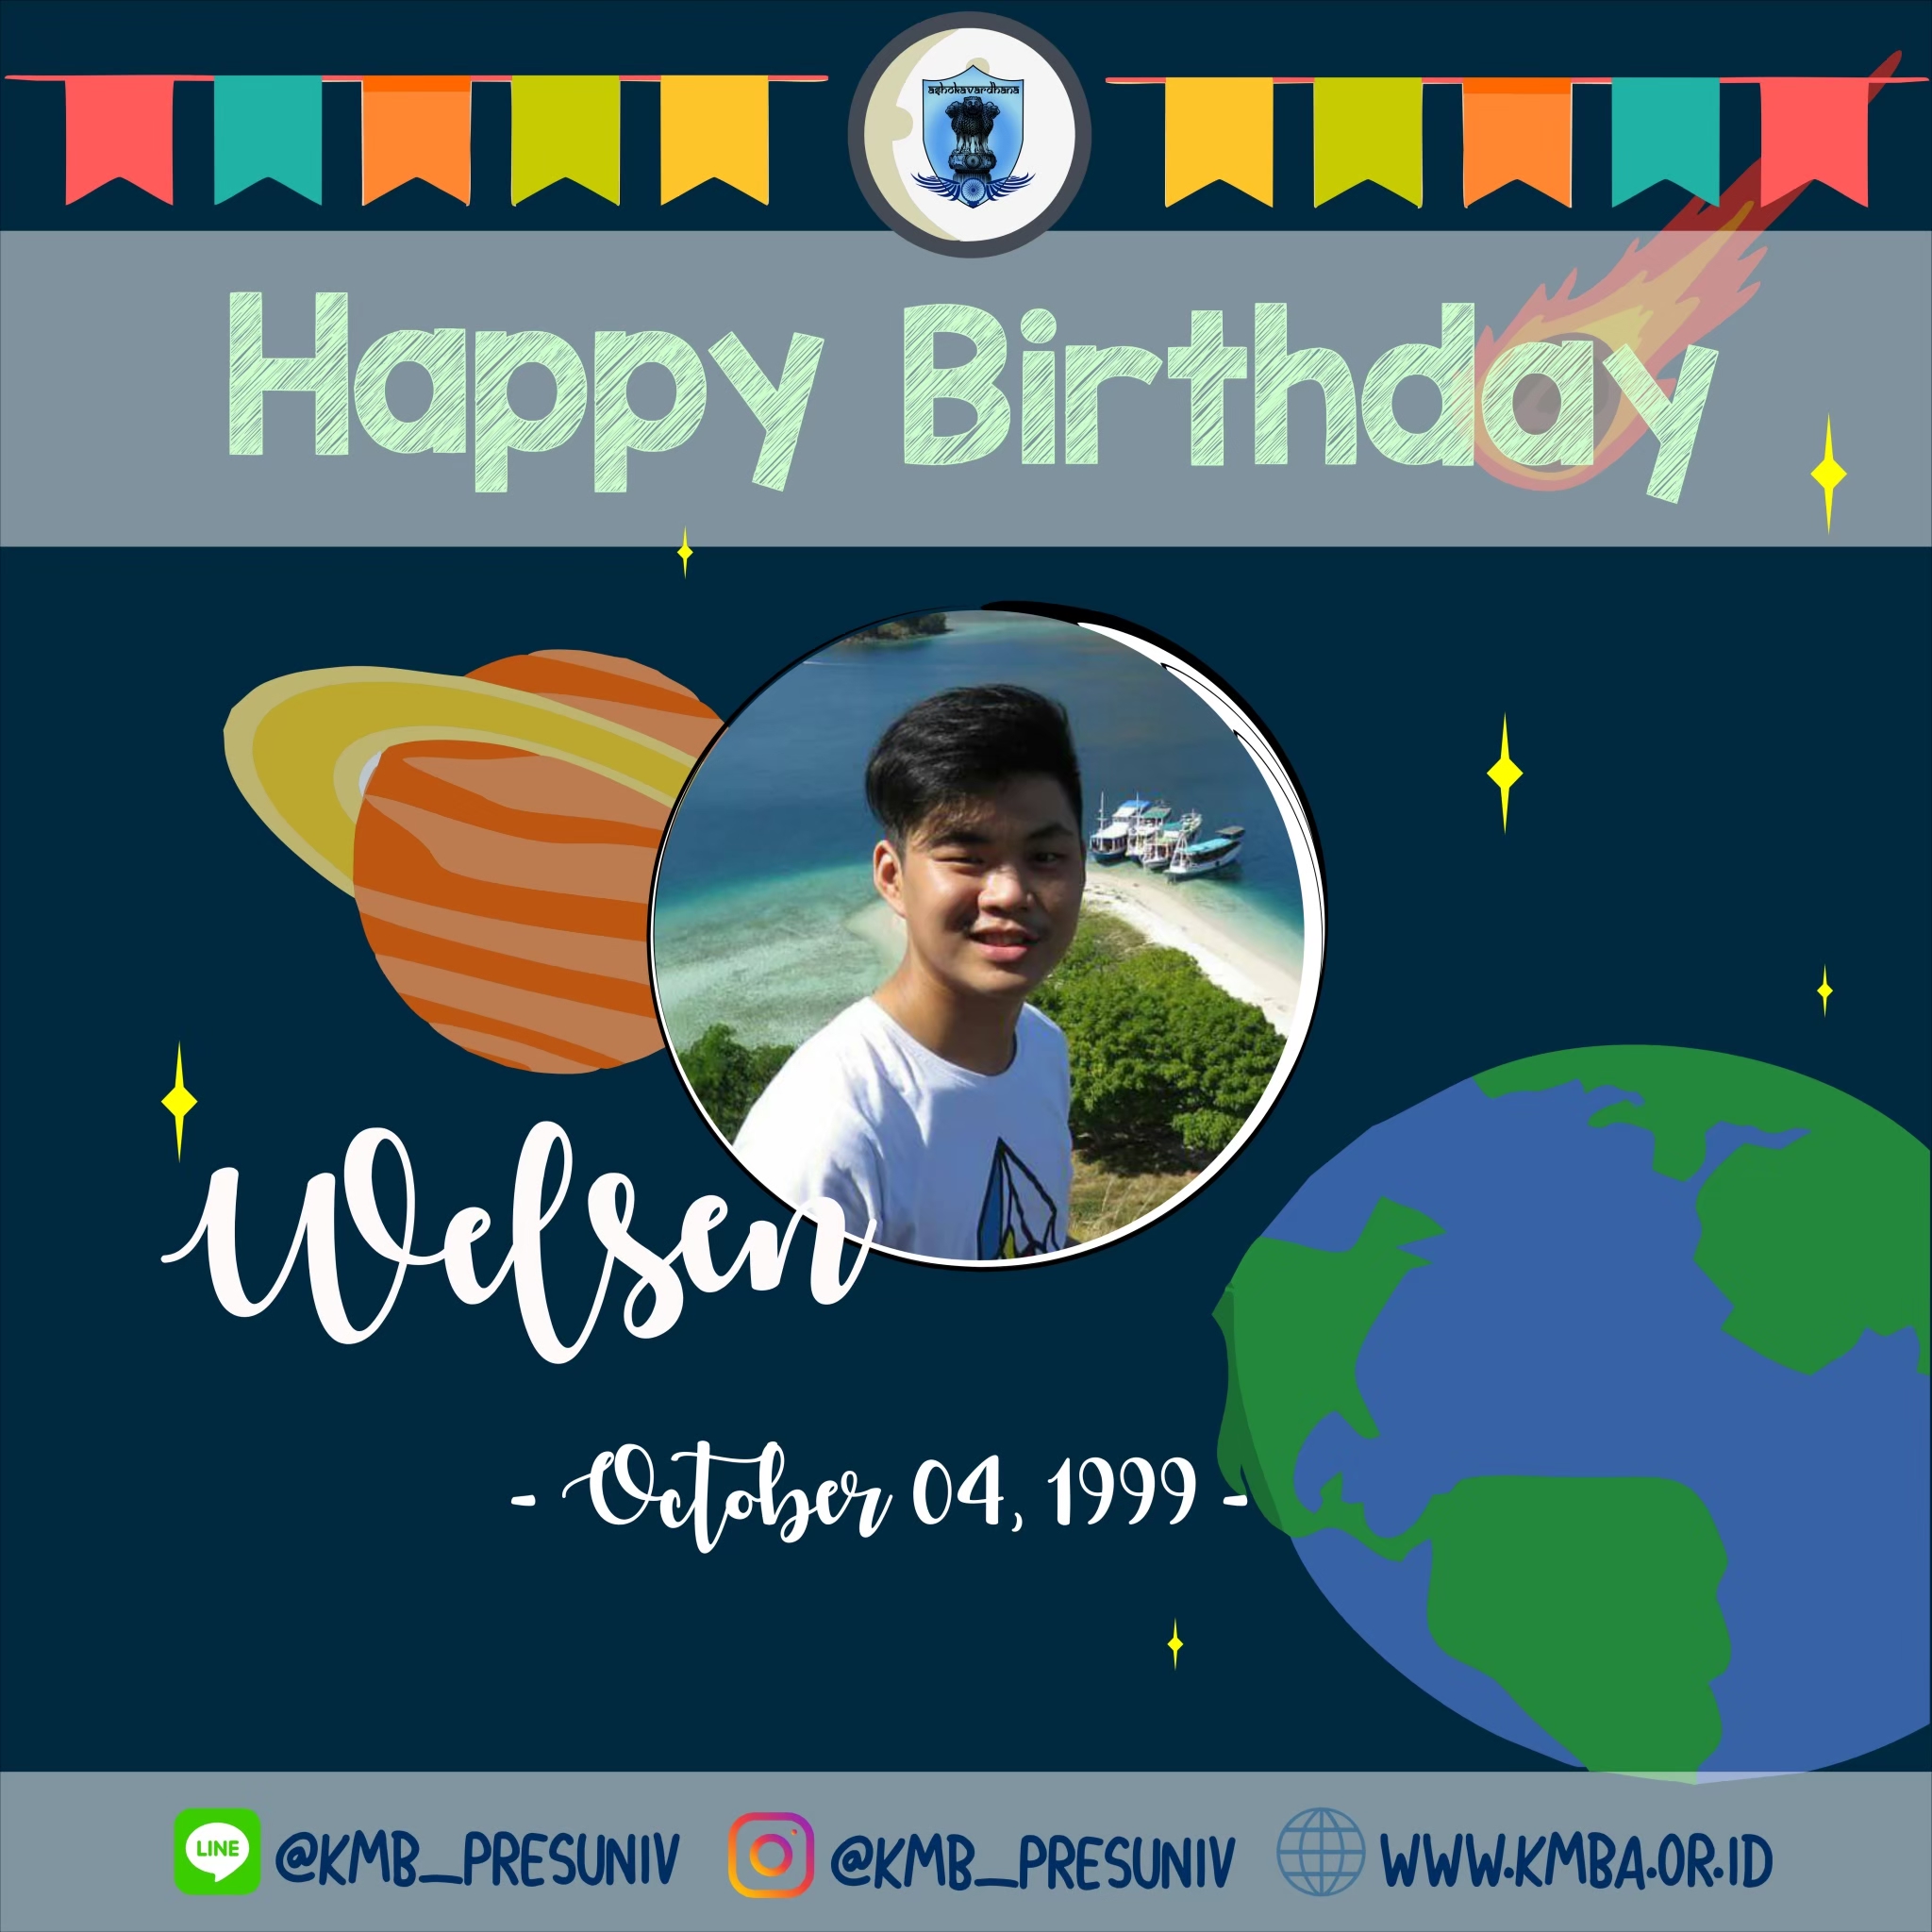 ashokavardhana
Happy Birthday
Welsen
- October 04, 1999 -
LINE @KMB_PRESUNIV @KMB_PRESUNIV WWW.KMBA.OR.ID